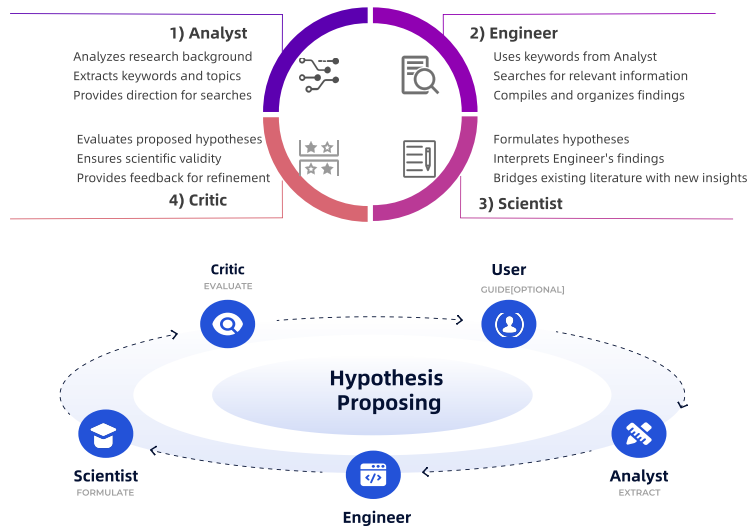 1) Analyst
Analyzes research background
Extracts keywords and topics
Provides direction for searches
2) Engineer
Uses keywords from Analyst
Searches for relevant information
Compiles and organizes findings
Evaluates proposed hypotheses
Ensures scientific validity
Provides feedback for refinement
4) Critic
Formulates hypotheses
Interprets Engineer's findings
Bridges existing literature with new insights
3) Scientist
Critic
EVALUATE
User
GUIDE[OPTIONAL]
Hypothesis
Proposing
Scientist
FORMULATE
Analyst
EXTRACT
Engineer